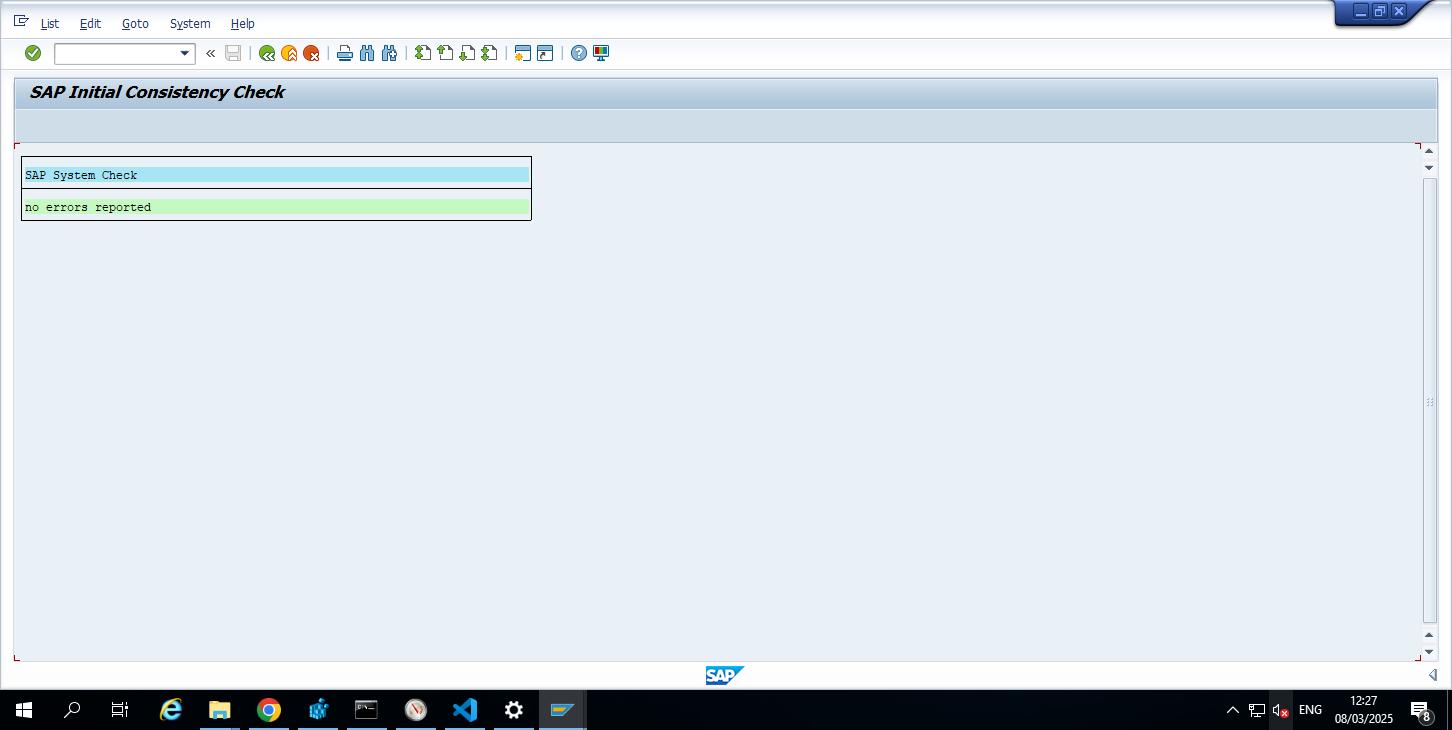 List Edit Goto System Help
SAP Initial Consistency Check
SAP System Check
no errors reported
SAP
ENG
12:27
08/03/2025
8